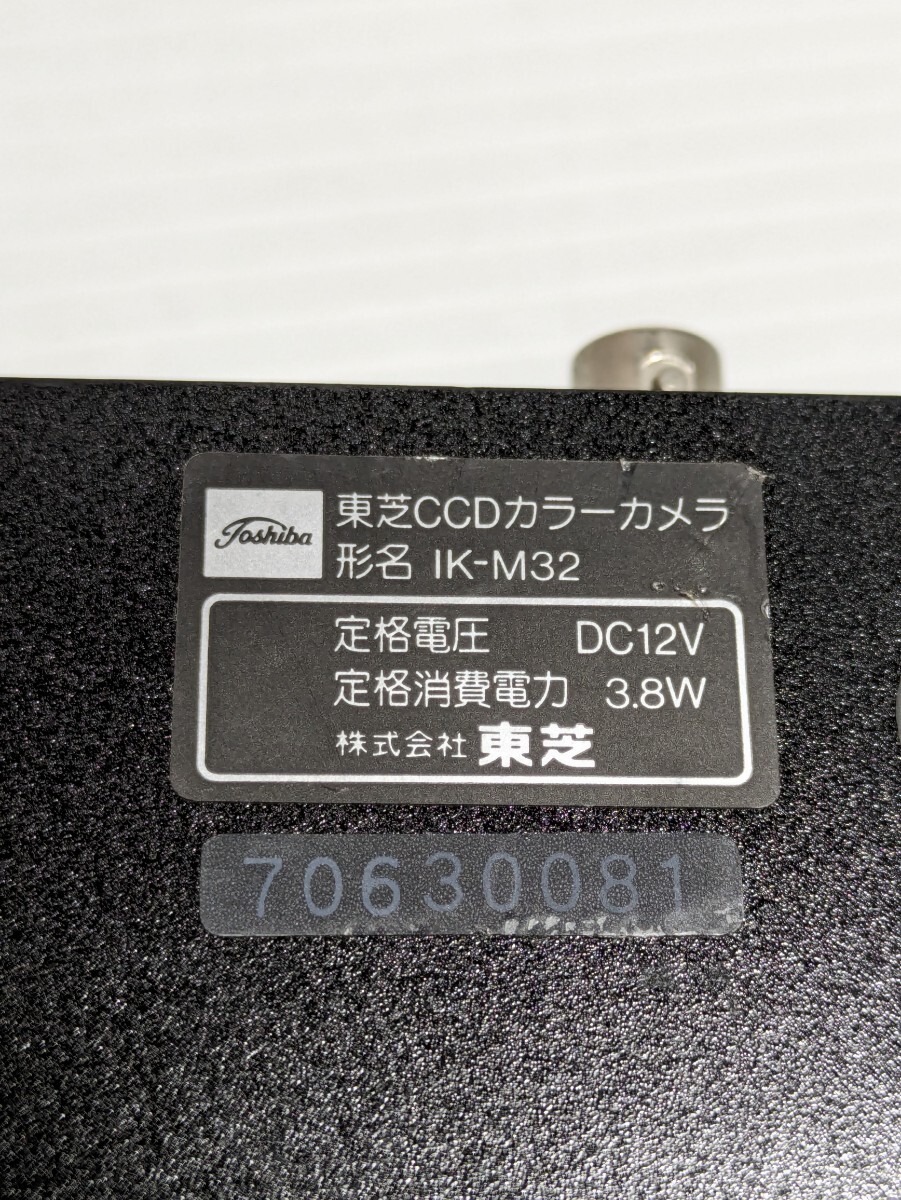 Toshiba
東芝CCDカラーカメラ
形名 IK-M32
定格電圧 DC12V
定格消費電力 3.8W
株式会社 東芝
70630081